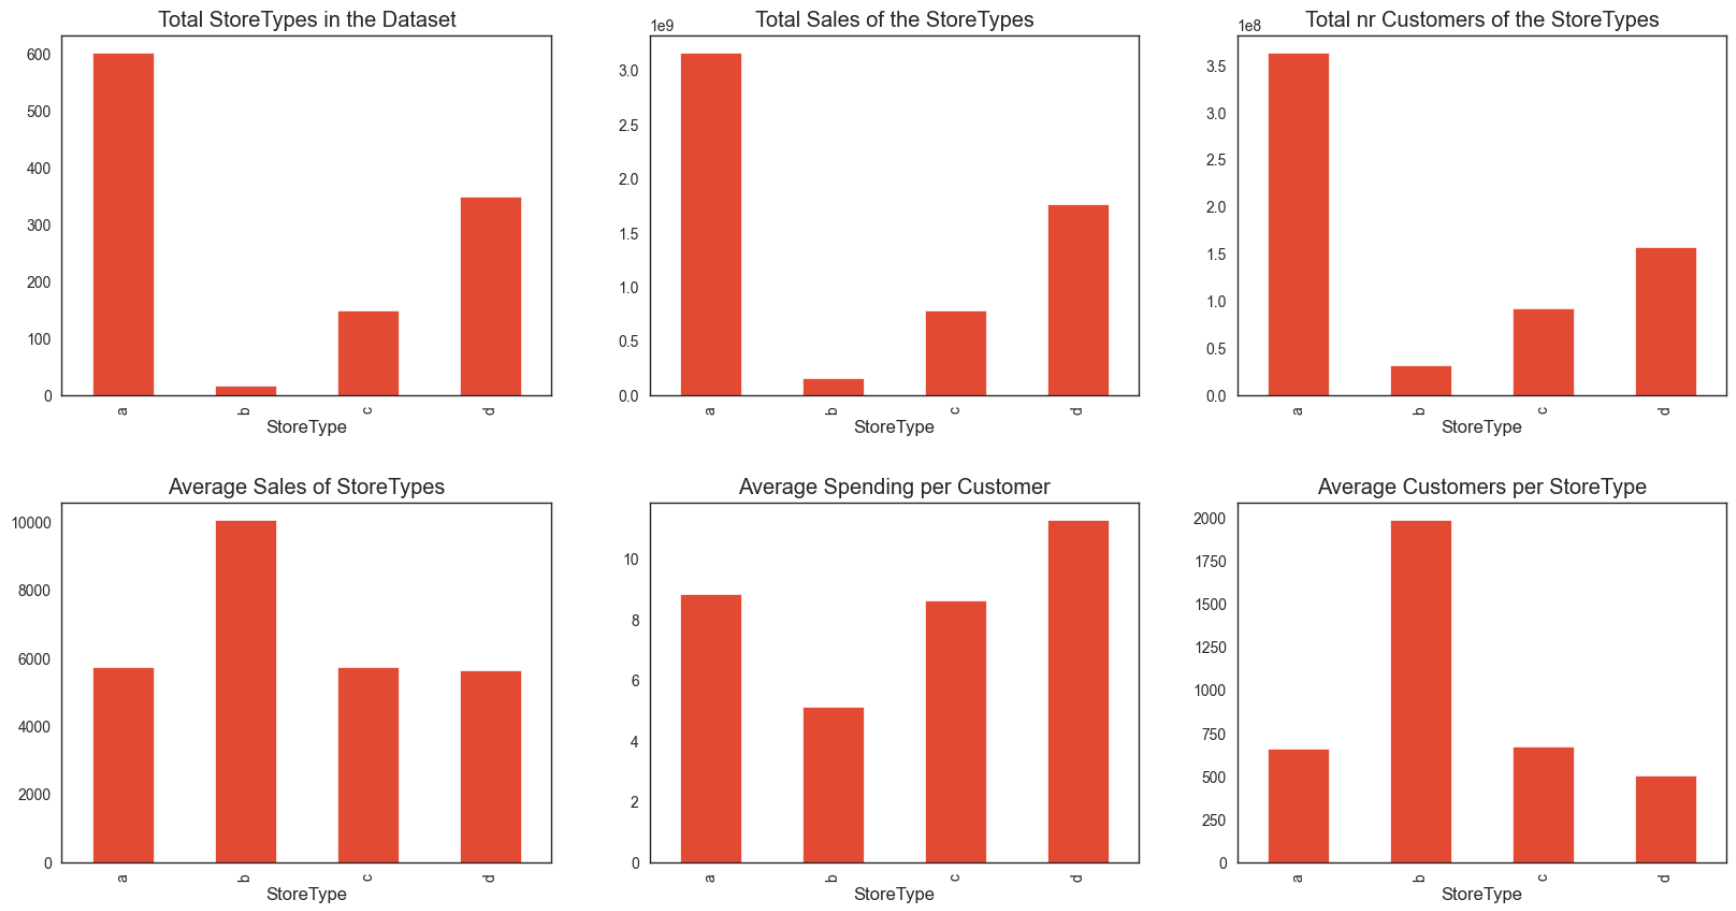 Total StoreTypes in the Dataset
600
500
400
300
200
100
0
a
b
c
d
StoreType
Total Sales of the StoreTypes
1e9
3.0
2.5
2.0
1.5
1.0
0.5
0.0
a
b
c
d
StoreType
Total nr Customers of the StoreTypes
1e8
3.5
3.0
2.5
2.0
1.5
1.0
0.5
0.0
a
b
c
d
StoreType
Average Sales of StoreTypes
10000
8000
6000
4000
2000
0
a
b
c
d
StoreType
Average Spending per Customer
10
8
6
4
2
0
a
b
c
d
StoreType
Average Customers per StoreType
2000
1750
1500
1250
1000
750
500
250
0
a
b
c
d
StoreType